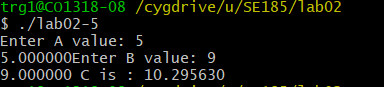 trg1@CO1318-08 /cygdrive/u/SE185/lab02
$ ./lab02-5
Enter A value: 5
5.000000Enter B value: 9
9.000000 C is : 10.295630